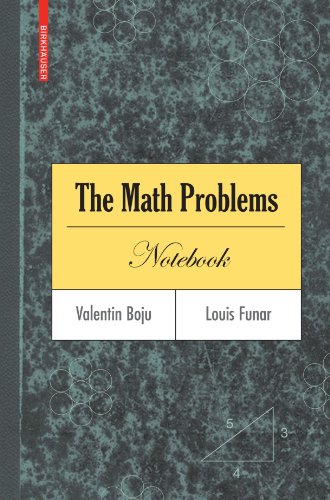 BIRKHÄUSER
The Math Problems
Notebook
Valentin Boju
Louis Funar
5
3
4